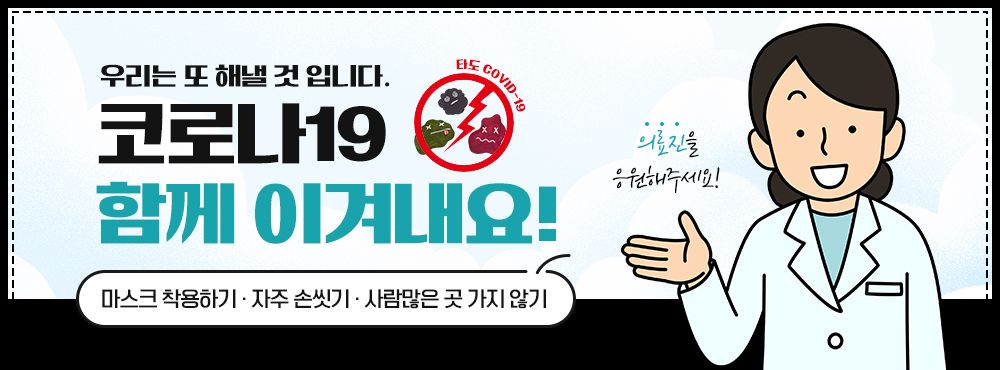 우리는 또 해낼 것 입니다.
코로나19
함께 이겨내요!
타도 COVID-19
의료진을
응원해주세요!
마스크 착용하기 · 자주 손씻기 · 사람많은 곳 가지 않기